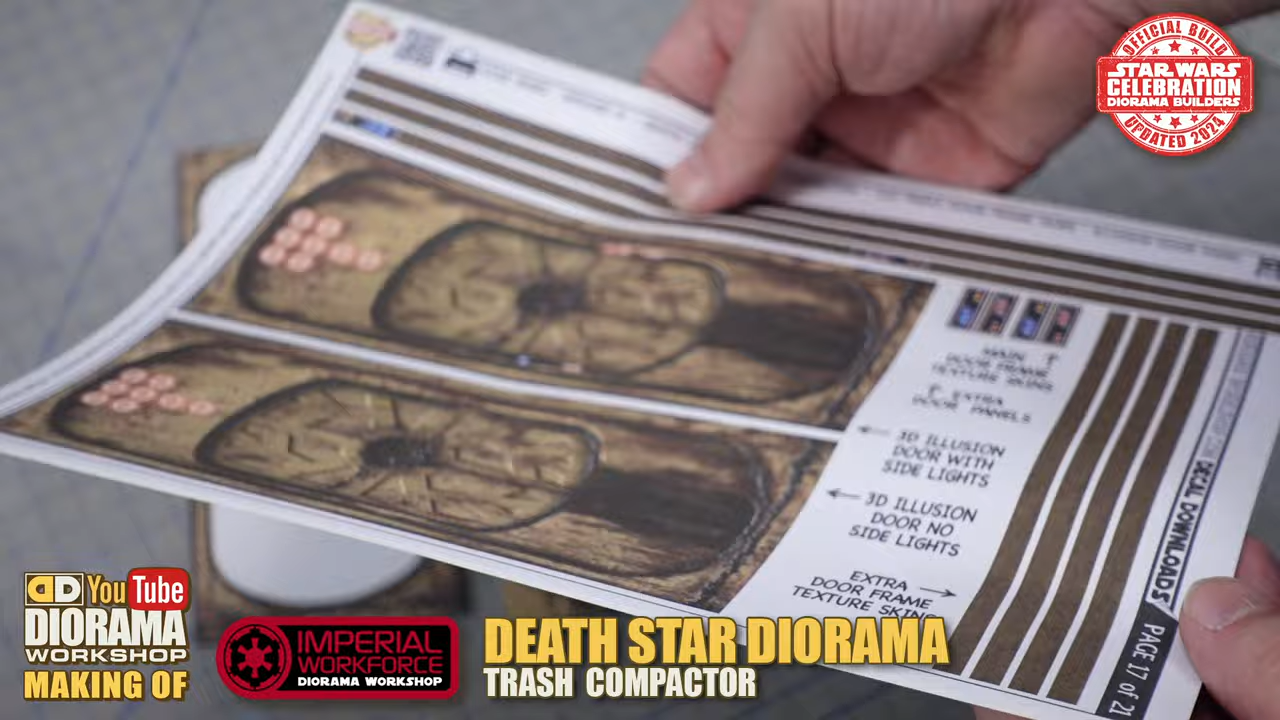 OFFICIAL BUILD
STAR WARS
CELEBRATION
DIORAMA BUILDERS
UPDATED 2024
MAIN
DOOR FRAME
TEXTURE SKINS
EXTRA
DOOR PANELS
3D ILLUSION
DOOR WITH
SIDE LIGHTS
3D ILLUSION
DOOR NO
SIDE LIGHTS
EXTRA
DOOR FRAME
TEXTURE SKINS
DECAL DOWNLOADS
PAGE 17 of 21
DD YouTube
DIORAMA
WORKSHOP
MAKING OF
IMPERIAL
WORKFORCE
DIORAMA WORKSHOP
DEATH STAR DIORAMA
TRASH COMPACTOR